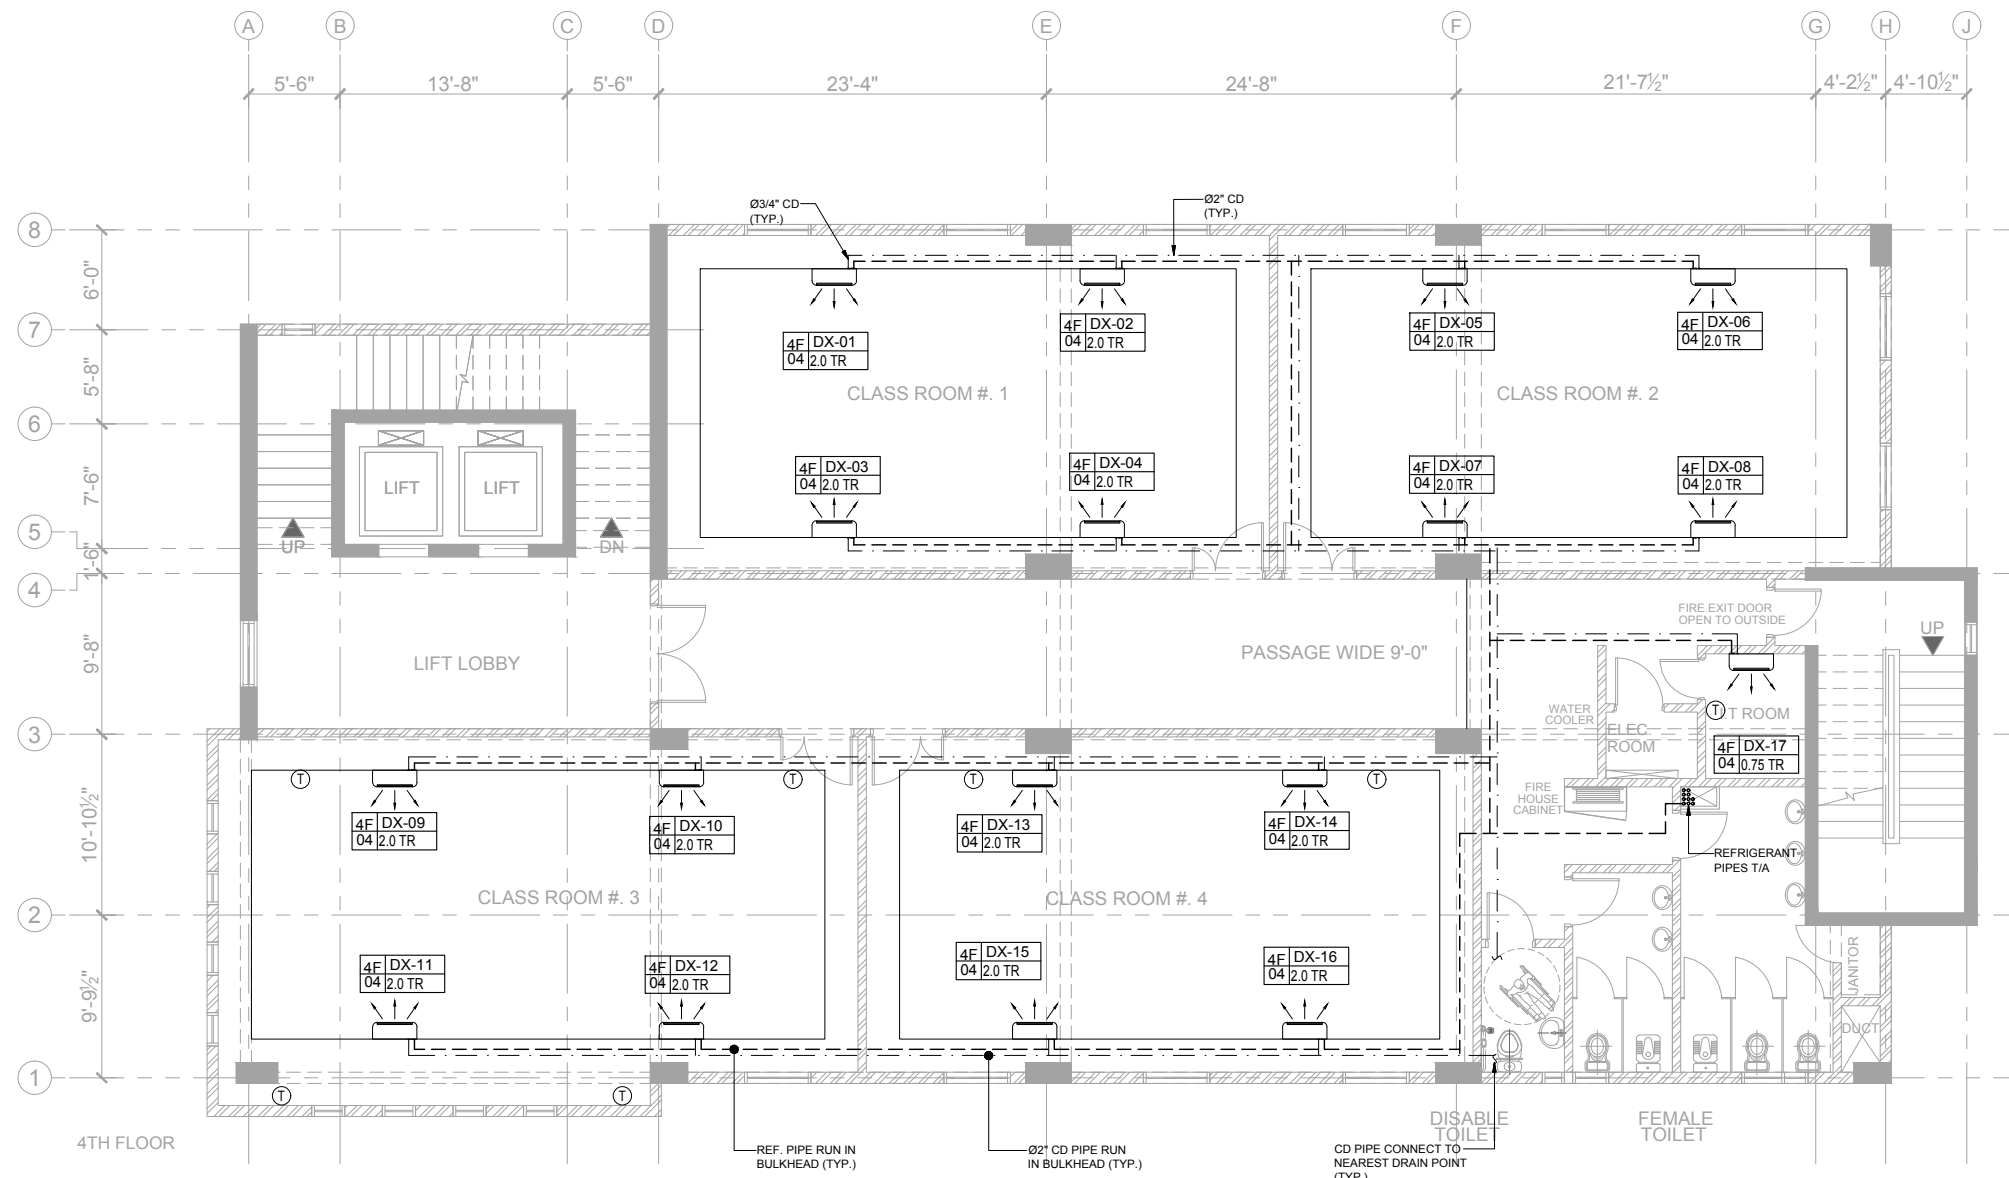 A B C D E F G H J
5'-6" 13'-8" 5'-6" 23'-4" 24'-8" 21'-7½" 4'-2½" 4'-10½"
Ø3/4" CD
(TYP.)
Ø2" CD
(TYP.)
8
6'-0"
7
5'-8"
6
7'-6"
5
1'-6"
4
9'-8"
3
10'-10½"
2
9'-9½"
1
4F DX-01
04 2.0 TR
4F DX-02
04 2.0 TR
4F DX-05
04 2.0 TR
4F DX-06
04 2.0 TR
CLASS ROOM #. 1
CLASS ROOM #. 2
4F DX-03
04 2.0 TR
4F DX-04
04 2.0 TR
4F DX-07
04 2.0 TR
4F DX-08
04 2.0 TR
LIFT
LIFT
UP
DN
LIFT LOBBY
PASSAGE WIDE 9'-0"
FIRE EXIT DOOR
OPEN TO OUTSIDE
UP
WATER
COOLER
ELEC.
ROOM
T
I.T ROOM
4F DX-17
04 0.75 TR
FIRE
HOUSE
CABINET
REFRIGERANT
PIPES T/A
T
T
T
T
4F DX-09
04 2.0 TR
4F DX-10
04 2.0 TR
4F DX-13
04 2.0 TR
4F DX-14
04 2.0 TR
CLASS ROOM #. 3
CLASS ROOM #. 4
4F DX-11
04 2.0 TR
4F DX-12
04 2.0 TR
4F DX-15
04 2.0 TR
4F DX-16
04 2.0 TR
JANITOR
DUCT
T
T
DISABLE
TOILET
FEMALE
TOILET
4TH FLOOR
REF. PIPE RUN IN
BULKHEAD (TYP.)
Ø2" CD PIPE RUN
IN BULKHEAD (TYP.)
CD PIPE CONNECT TO
NEAREST DRAIN POINT
(TYP.)